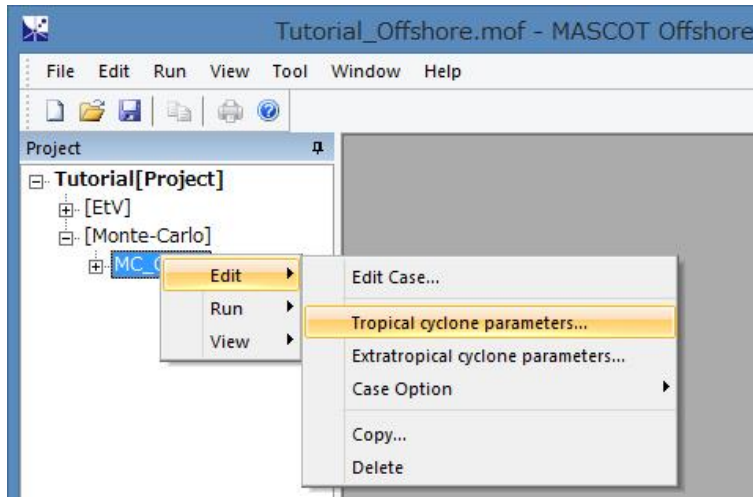 Tutorial_Offshore.mof - MASCOT Offshore
File Edit Run View Tool Window Help
Project
Tutorial[Project]
[EtV]
[Monte-Carlo]
Edit
Run
View
Edit Case...
Tropical cyclone parameters...
Extratropical cyclone parameters...
Case Option
Copy...
Delete